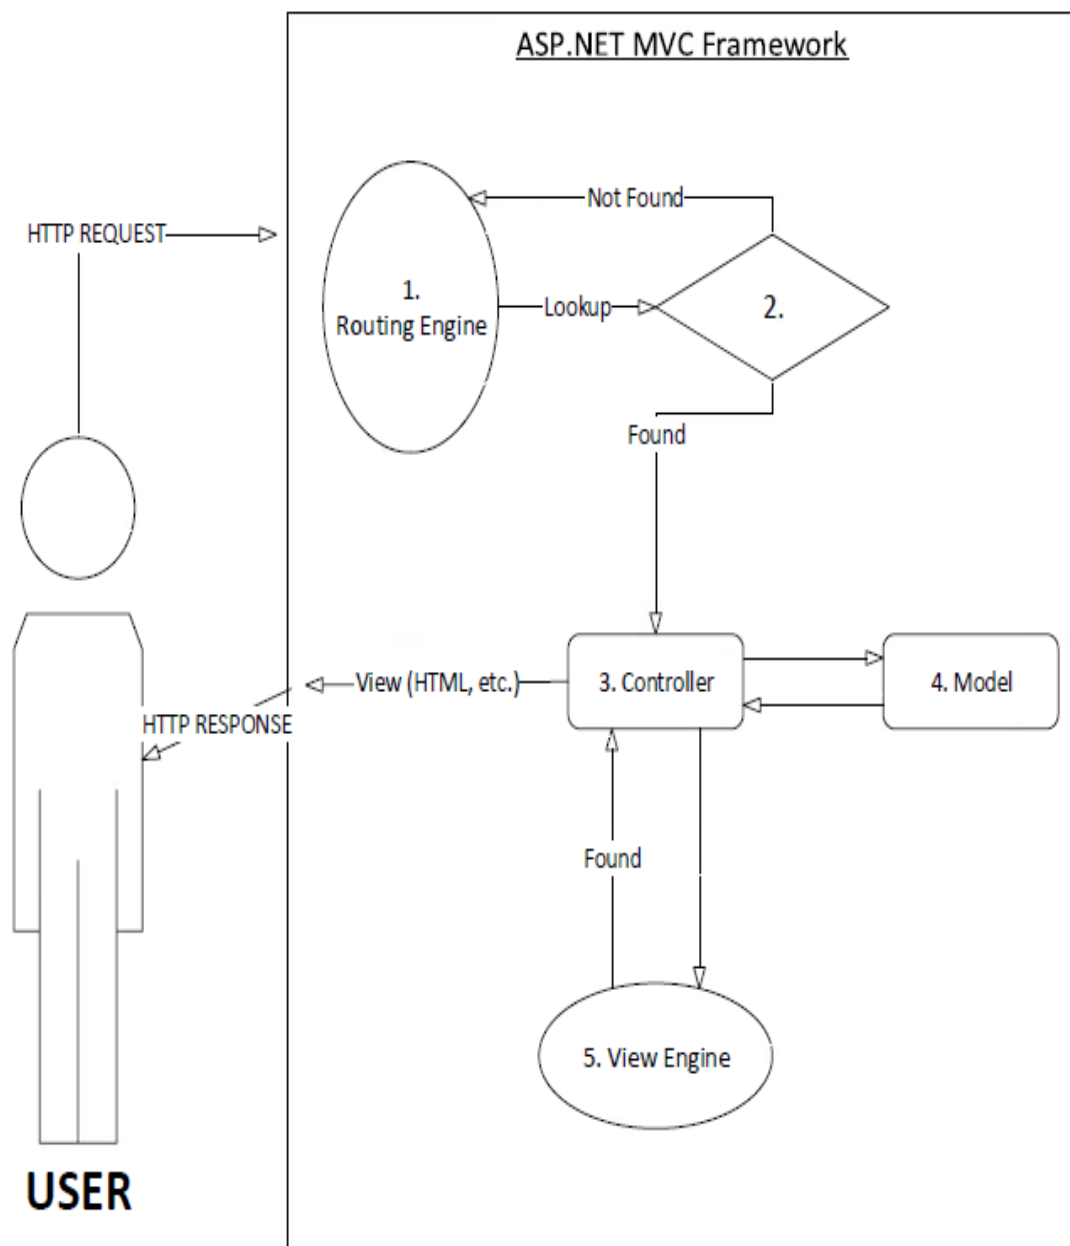 ASP.NET MVC Framework
Not Found
HTTP REQUEST
1.
Routing Engine
Lookup
2.
Found
View (HTML, etc.)
3. Controller
4. Model
HTTP RESPONSE
Found
5. View Engine
USER